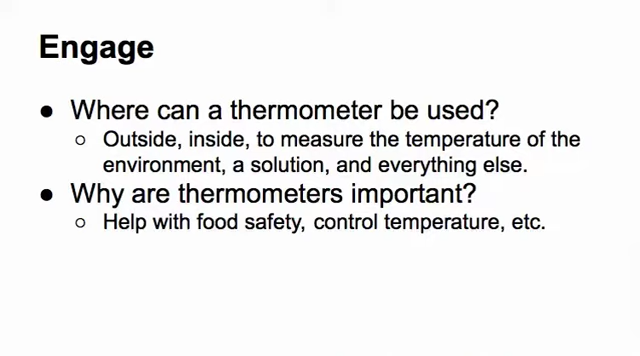 Engage
● Where can a thermometer be used?
○ Outside, inside, to measure the temperature of the
environment, a solution, and everything else.
● Why are thermometers important?
○ Help with food safety, control temperature, etc.